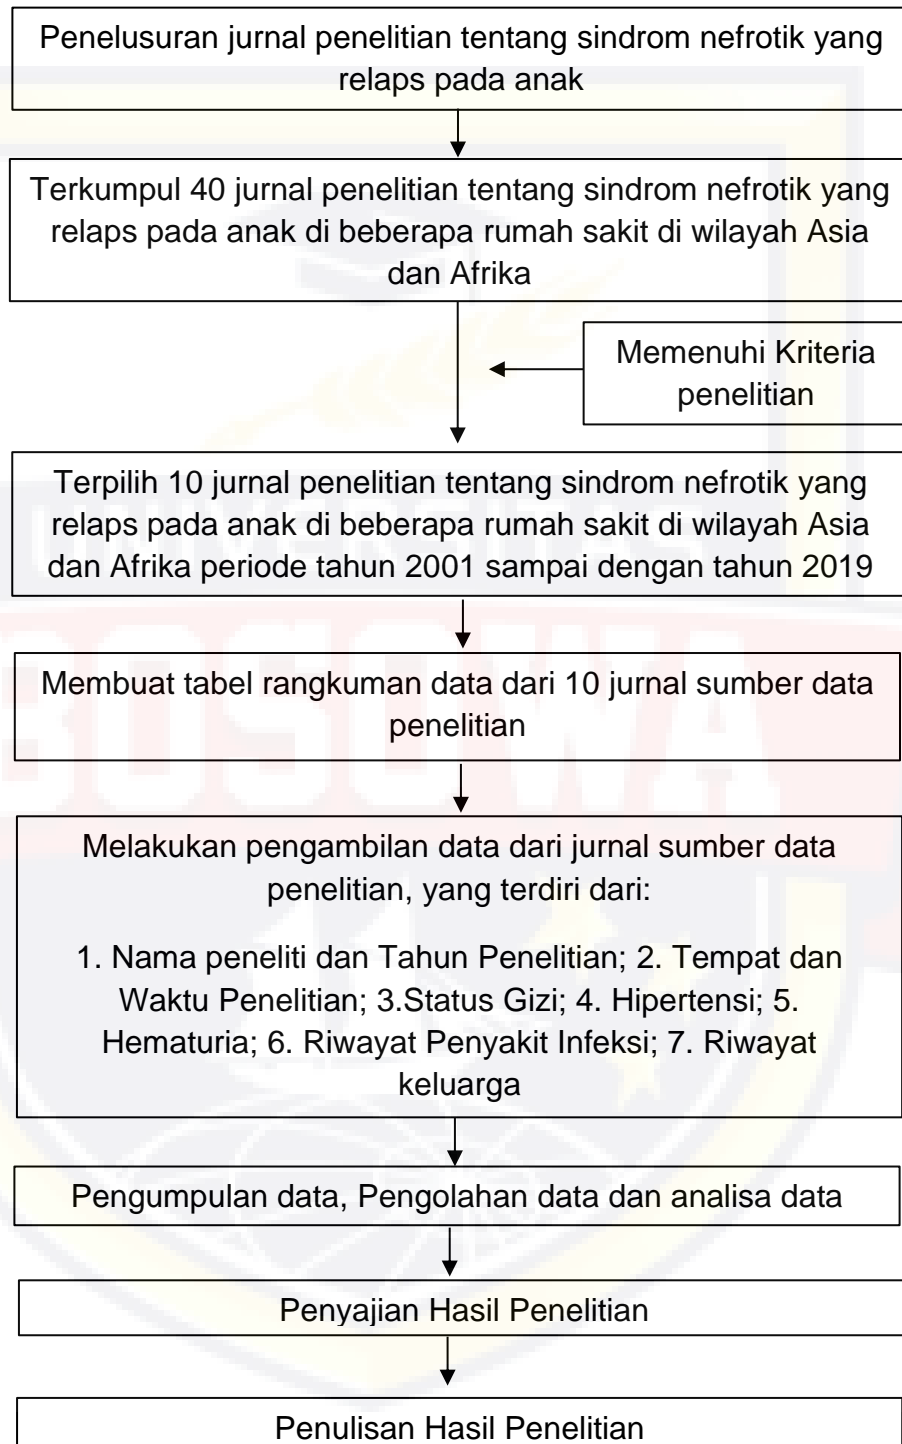 Penelusuran jurnal penelitian tentang sindrom nefrotik yang
relaps pada anak
Terkumpul 40 jurnal penelitian tentang sindrom nefrotik yang
relaps pada anak di beberapa rumah sakit di wilayah Asia
dan Afrika
Memenuhi Kriteria
penelitian
Terpilih 10 jurnal penelitian tentang sindrom nefrotik yang
relaps pada anak di beberapa rumah sakit di wilayah Asia
dan Afrika periode tahun 2001 sampai dengan tahun 2019
UNIVERSITAS
BOSOWA
Membuat tabel rangkuman data dari 10 jurnal sumber data
penelitian
Melakukan pengambilan data dari jurnal sumber data
penelitian, yang terdiri dari:
1. Nama peneliti dan Tahun Penelitian; 2. Tempat dan
Waktu Penelitian; 3.Status Gizi; 4. Hipertensi; 5.
Hematuria; 6. Riwayat Penyakit Infeksi; 7. Riwayat
keluarga
Pengumpulan data, Pengolahan data dan analisa data
Penyajian Hasil Penelitian
Penulisan Hasil Penelitian